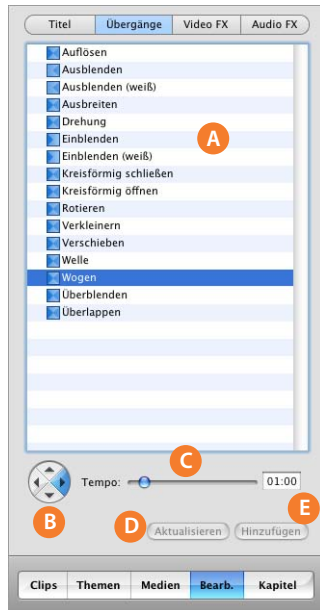 Titel Übergänge Video FX Audio FX
Auflösen
Ausblenden
Ausblenden (weiß)
Ausbreiten
Drehung
Einblenden
Einblenden (weiß)
Kreisförmig schließen
Kreisförmig öffnen
Rotieren
Verkleinern
Verschieben
Welle
Wogen
Überblenden
Überlappen
A
C
Tempo: 01:00
B
D
E
Aktualisieren Hinzufügen
Clips Themen Medien Bearb. Kapitel